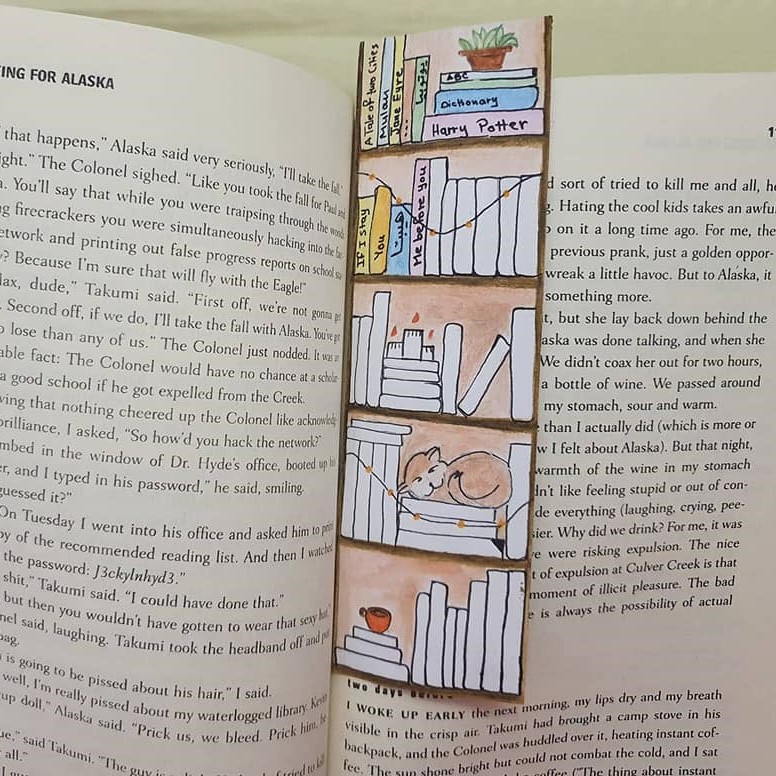 ING FOR ALASKA
that happens," Alaska said very seriously, "I'll take the fall."
ight." The Colonel sighed. "Like you took the fall for Paul and
a. You'll say that while you were traipsing through the woods
g firecrackers you were simultaneously hacking into the fac
etwork and printing out false progress reports on school sta
? Because I'm sure that will fly with the Eagle!"
lax, dude," Takumi said. "First off, we're not gonna get
. Second off, if we do, I'll take the fall with Alaska. You've got
o lose than any of us." The Colonel just nodded. It was an
able fact: The Colonel would have no chance at a scholar-
a good school if he got expelled from the Creek.
wing that nothing cheered up the Colonel like acknowledg
brilliance, I asked, "So how'd you hack the network?"
mbed in the window of Dr. Hyde's office, booted up hi
er, and I typed in his password," he said, smiling.
guessed it?"
On Tuesday I went into his office and asked him to print
py of the recommended reading list. And then I watched
the password: J3ckylnhyd3."
shit," Takumi said. "I could have done that."
but then you wouldn't have gotten to wear that sexy hat,"
nel said, laughing. Takumi took the headband off and put
bag.
is going to be pissed about his hair," I said.
well, I'm really pissed about my waterlogged library. Kevin
up doll," Alaska said. "Prick us, we bleed. Prick him, he
ue," said Takumi. "The guy is
all."
A Tale of two Cities
Mulan
Jane Eyre
ABC
Dictionary
Harry Potter
If I stay
You
Me before you
d sort of tried to kill me and all, h
g. Hating the cool kids takes an awfu
on it a long time ago. For me, the
previous prank, just a golden oppor-
wreak a little havoc. But to Alaska, it
something more.
t, but she lay back down behind the
aska was done talking, and when she
We didn't coax her out for two hours,
a bottle of wine. We passed around
my stomach, sour and warm.
than I actually did (which is more or
w I felt about Alaska). But that night,
warmth of the wine in my stomach
dn't like feeling stupid or out of con-
de everything (laughing, crying, pee-
sier. Why did we drink? For me, it was
e were risking expulsion. The nice
t of expulsion at Culver Creek is that
moment of illicit pleasure. The bad
e is always the possibility of actual
two days before
I WOKE UP EARLY the next morning, my lips dry and my breath
visible in the crisp air. Takumi had brought a camp stove in his
backpack, and the Colonel was huddled over it, heating instant cof-
fee. The sun shone bright but could not combat the cold, and I sat
coffee ("The thing about instant